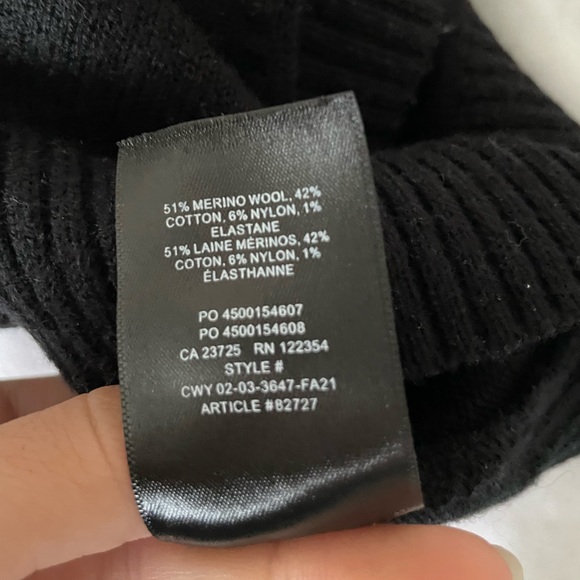 51% MERINO WOOL, 42%
COTTON, 6% NYLON, 1%
ELASTANE
51% LAINE MÉRINOS, 42%
COTON, 6% NYLON, 1%
ÉLASTHANNE
PO 4500154607
PO 4500154608
CA 23725 RN 122354
STYLE #
CWY 02-03-3647-FA21
ARTICLE #82727